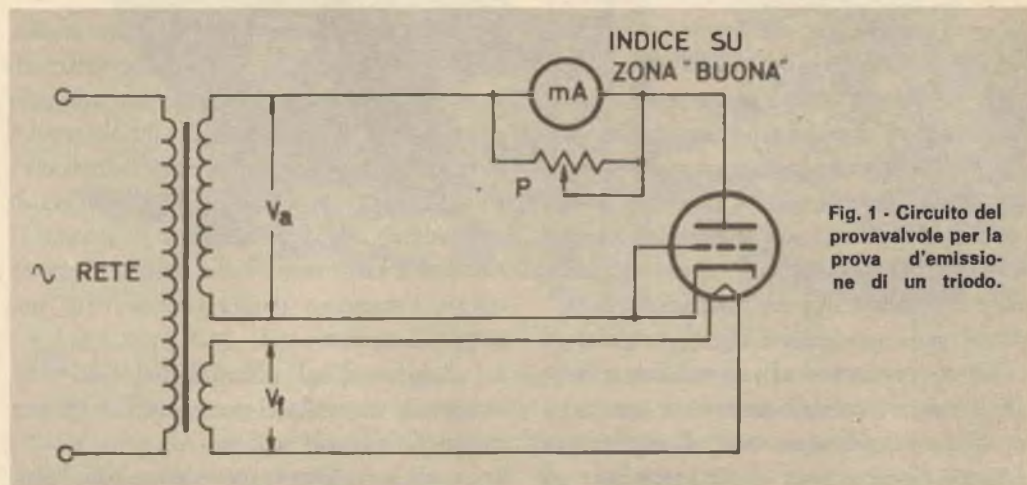 INDICE SU
ZONA "BUONA"
mA
P
Va
∿ RETE
Vf
Fig. 1 - Circuito del
provavalvole per la
prova d'emissio-
ne di un triodo.